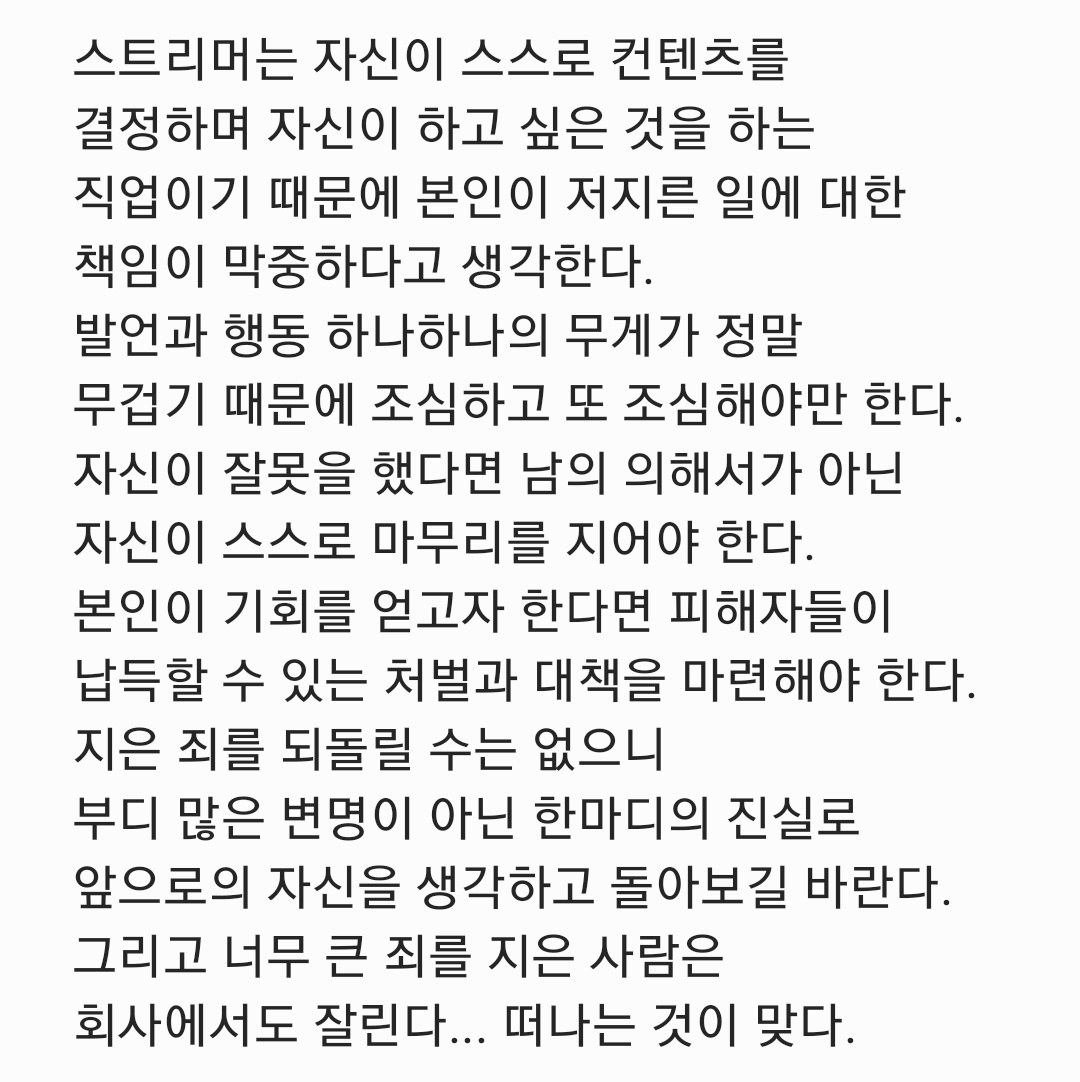 스트리머는 자신이 스스로 컨텐츠를
결정하며 자신이 하고 싶은 것을 하는
직업이기 때문에 본인이 저지른 일에 대한
책임이 막중하다고 생각한다.
발언과 행동 하나하나의 무게가 정말
무겁기 때문에 조심하고 또 조심해야만 한다.
자신이 잘못을 했다면 남의 의해서가 아닌
자신이 스스로 마무리를 지어야 한다.
본인이 기회를 얻고자 한다면 피해자들이
납득할 수 있는 처벌과 대책을 마련해야 한다.
지은 죄를 되돌릴 수는 없으니
부디 많은 변명이 아닌 한마디의 진실로
앞으로의 자신을 생각하고 돌아보길 바란다.
그리고 너무 큰 죄를 지은 사람은
회사에서도 잘린다... 떠나는 것이 맞다.